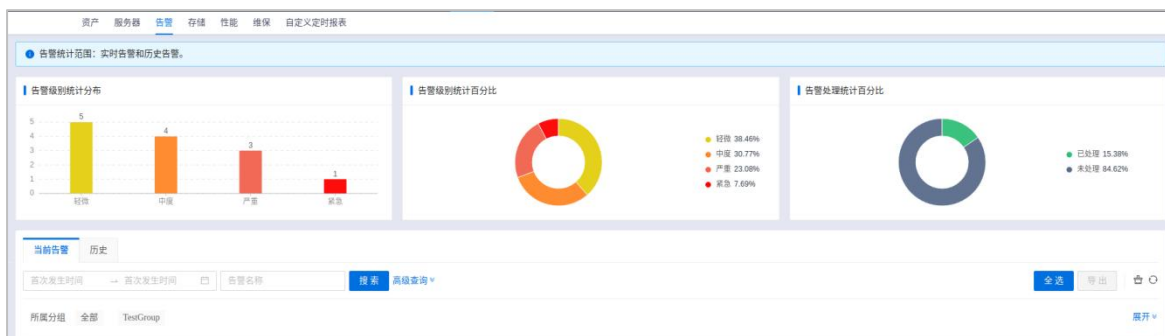 资产 服务器 告警 存储 性能 维保 自定义定时报表
告警统计范围：实时告警和历史告警。
告警级别统计分布
5
4
3
2
1
0
5
4
3
1
轻微 中度 严重 紧急
告警级别统计百分比
轻微 38.46%
中度 30.77%
严重 23.08%
紧急 7.69%
告警处理统计百分比
已处理 15.38%
未处理 84.62%
当前告警 历史
首次发生时间 → 首次发生时间 告警名称 搜索 高级查询 全选 导出
所属分组 全部 TestGroup 展开